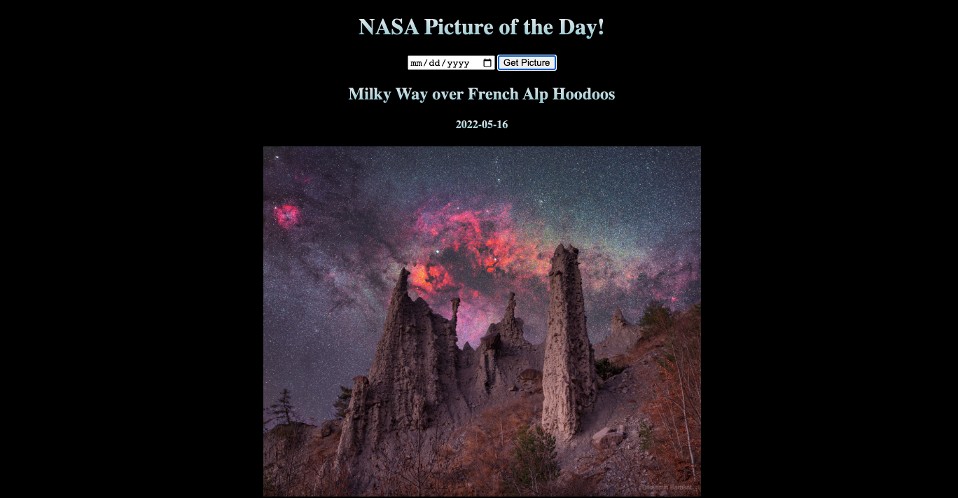 NASA Picture of the Day!
mm/dd/yyyy Get Picture
Milky Way over French Alp Hoodoos
2022-05-16